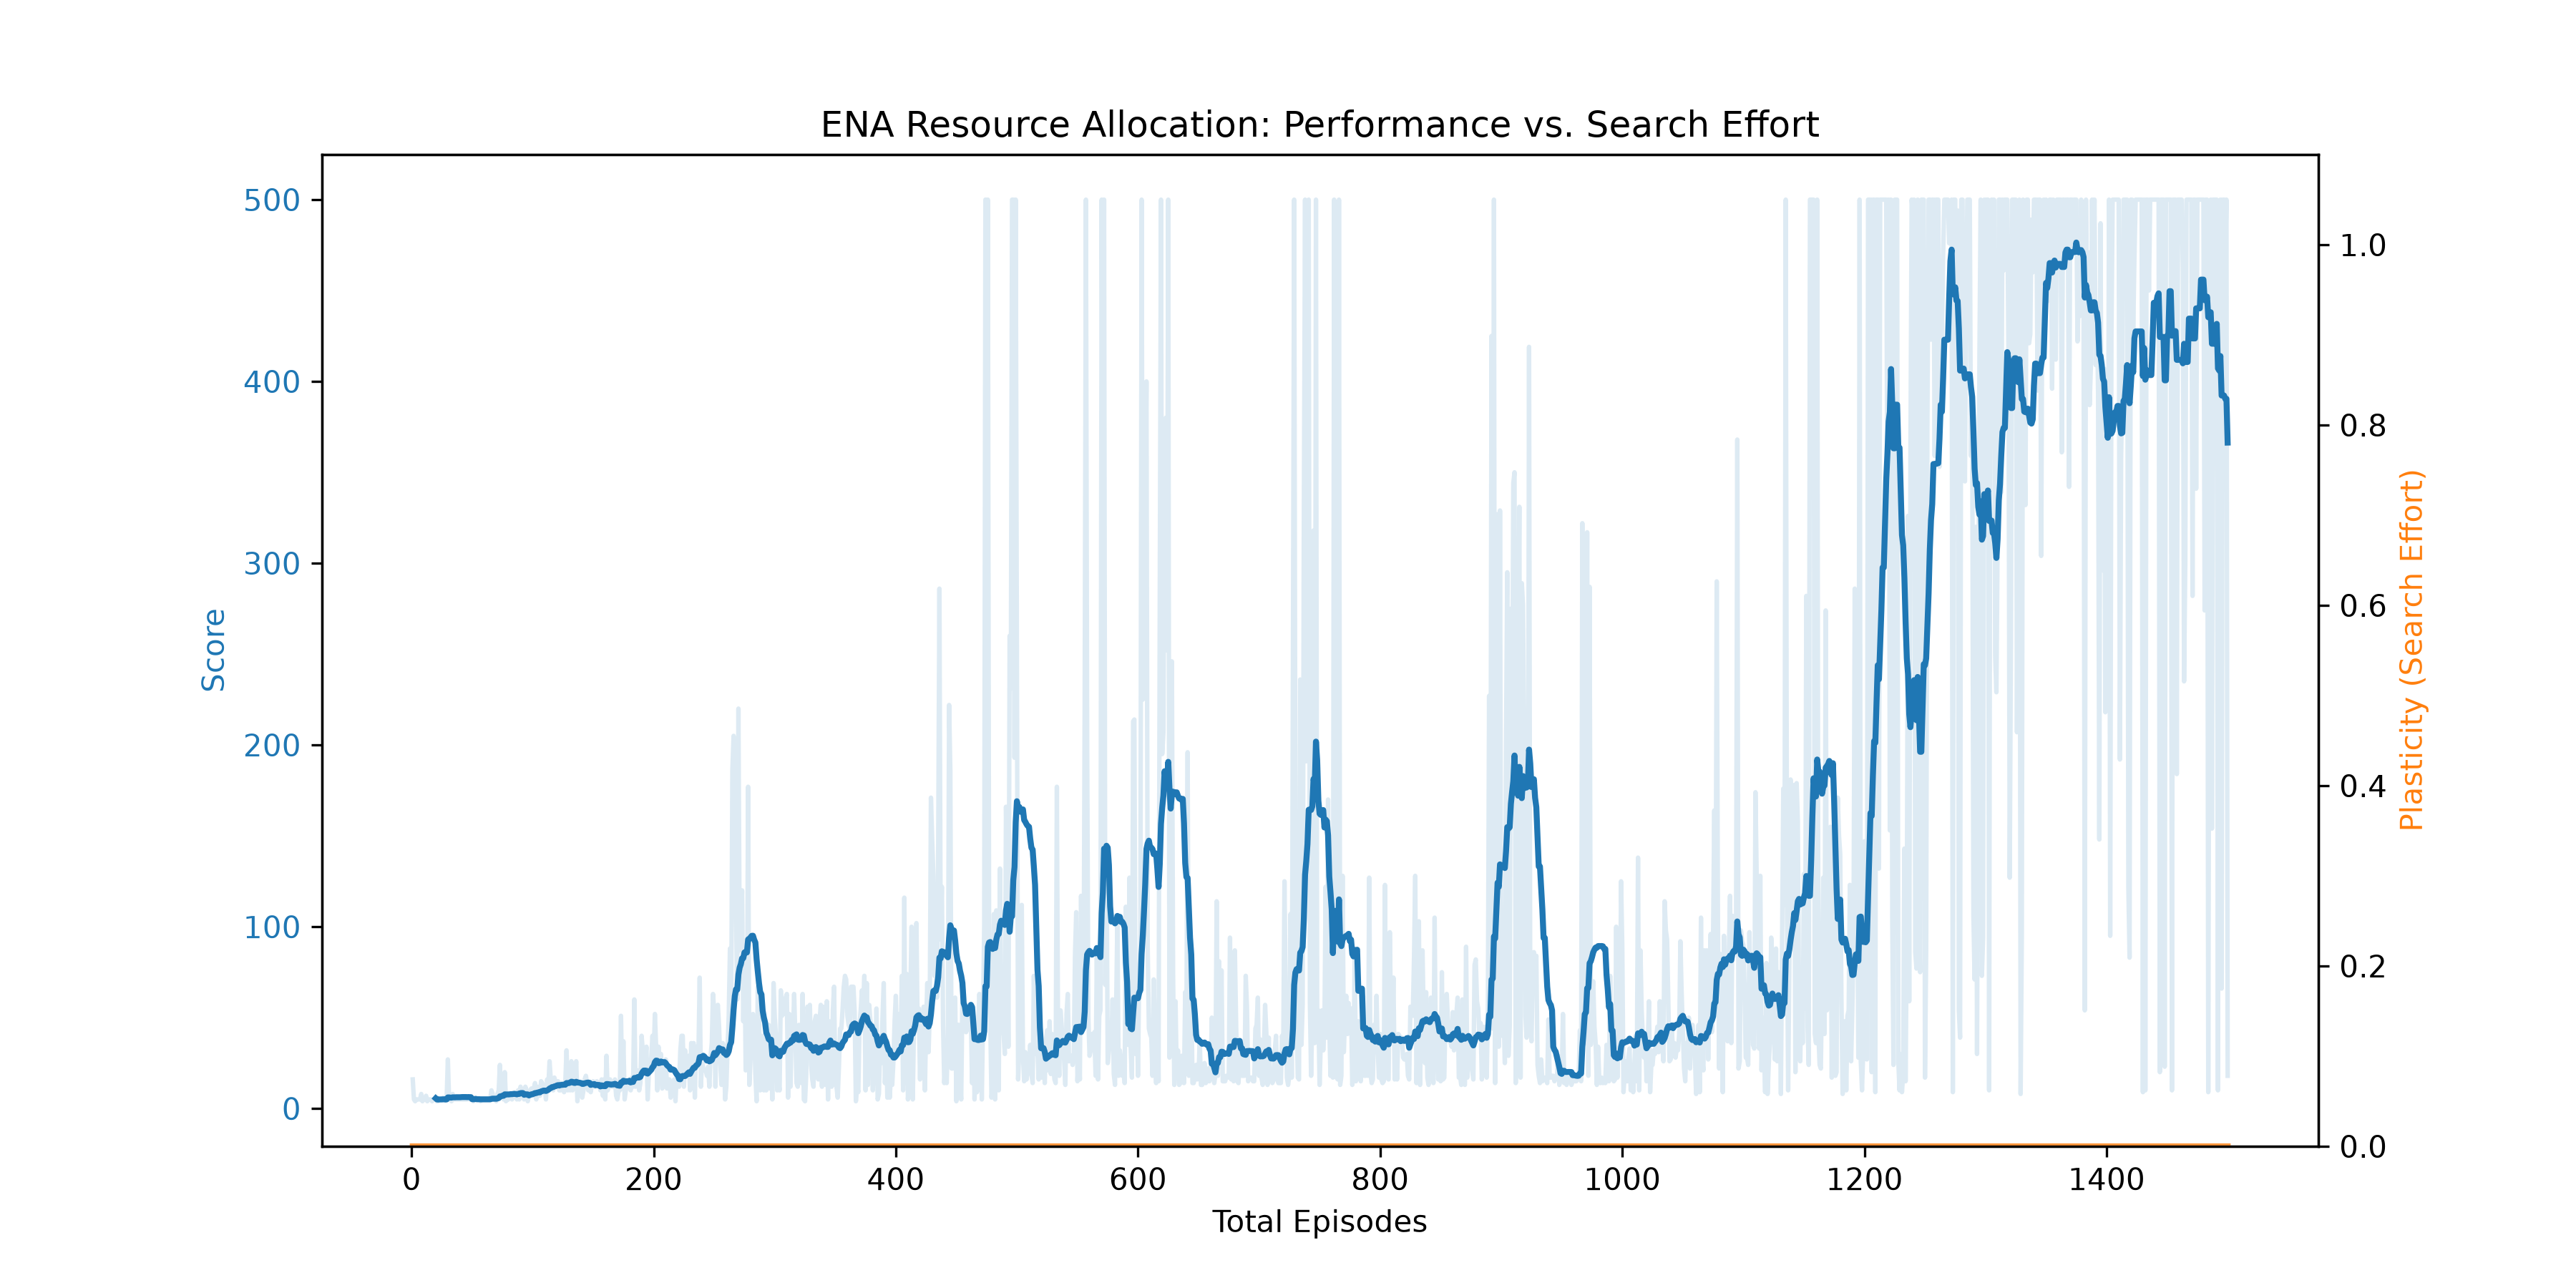 ENA Resource Allocation: Performance vs. Search Effort
500
400
300
200
100
0
Score
1.0
0.8
0.6
0.4
0.2
0.0
Plasticity (Search Effort)
0 200 400 600 800 1000 1200 1400
Total Episodes